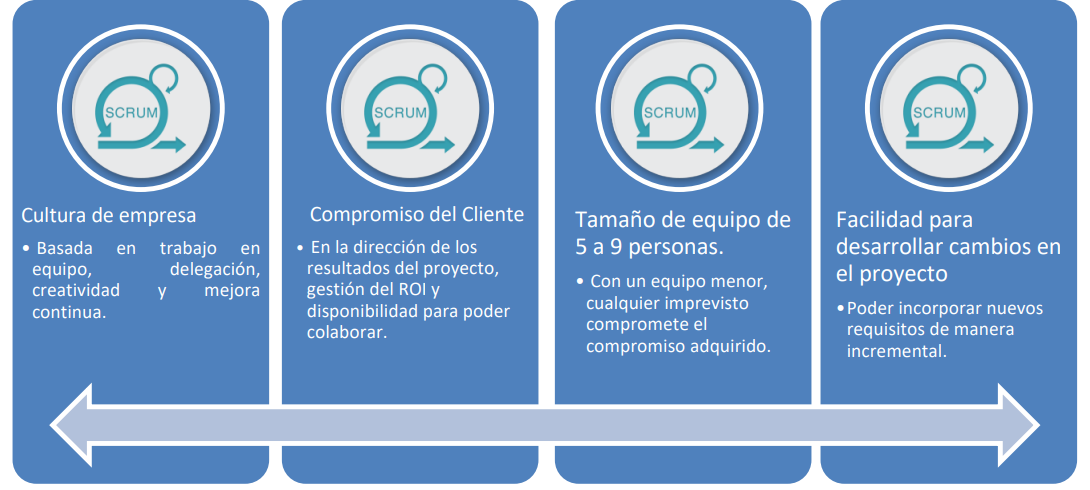 SCRUM
Cultura de empresa
• Basada en trabajo en
equipo, delegación,
creatividad y mejora
continua.
SCRUM
Compromiso del Cliente
• En la dirección de los
resultados del proyecto,
gestión del ROI y
disponibilidad para poder
colaborar.
SCRUM
Tamaño de equipo de
5 a 9 personas.
• Con un equipo menor,
cualquier imprevisto
compromete el
compromiso adquirido.
SCRUM
Facilidad para
desarrollar cambios en
el proyecto
•Poder incorporar nuevos
requisitos de manera
incremental.